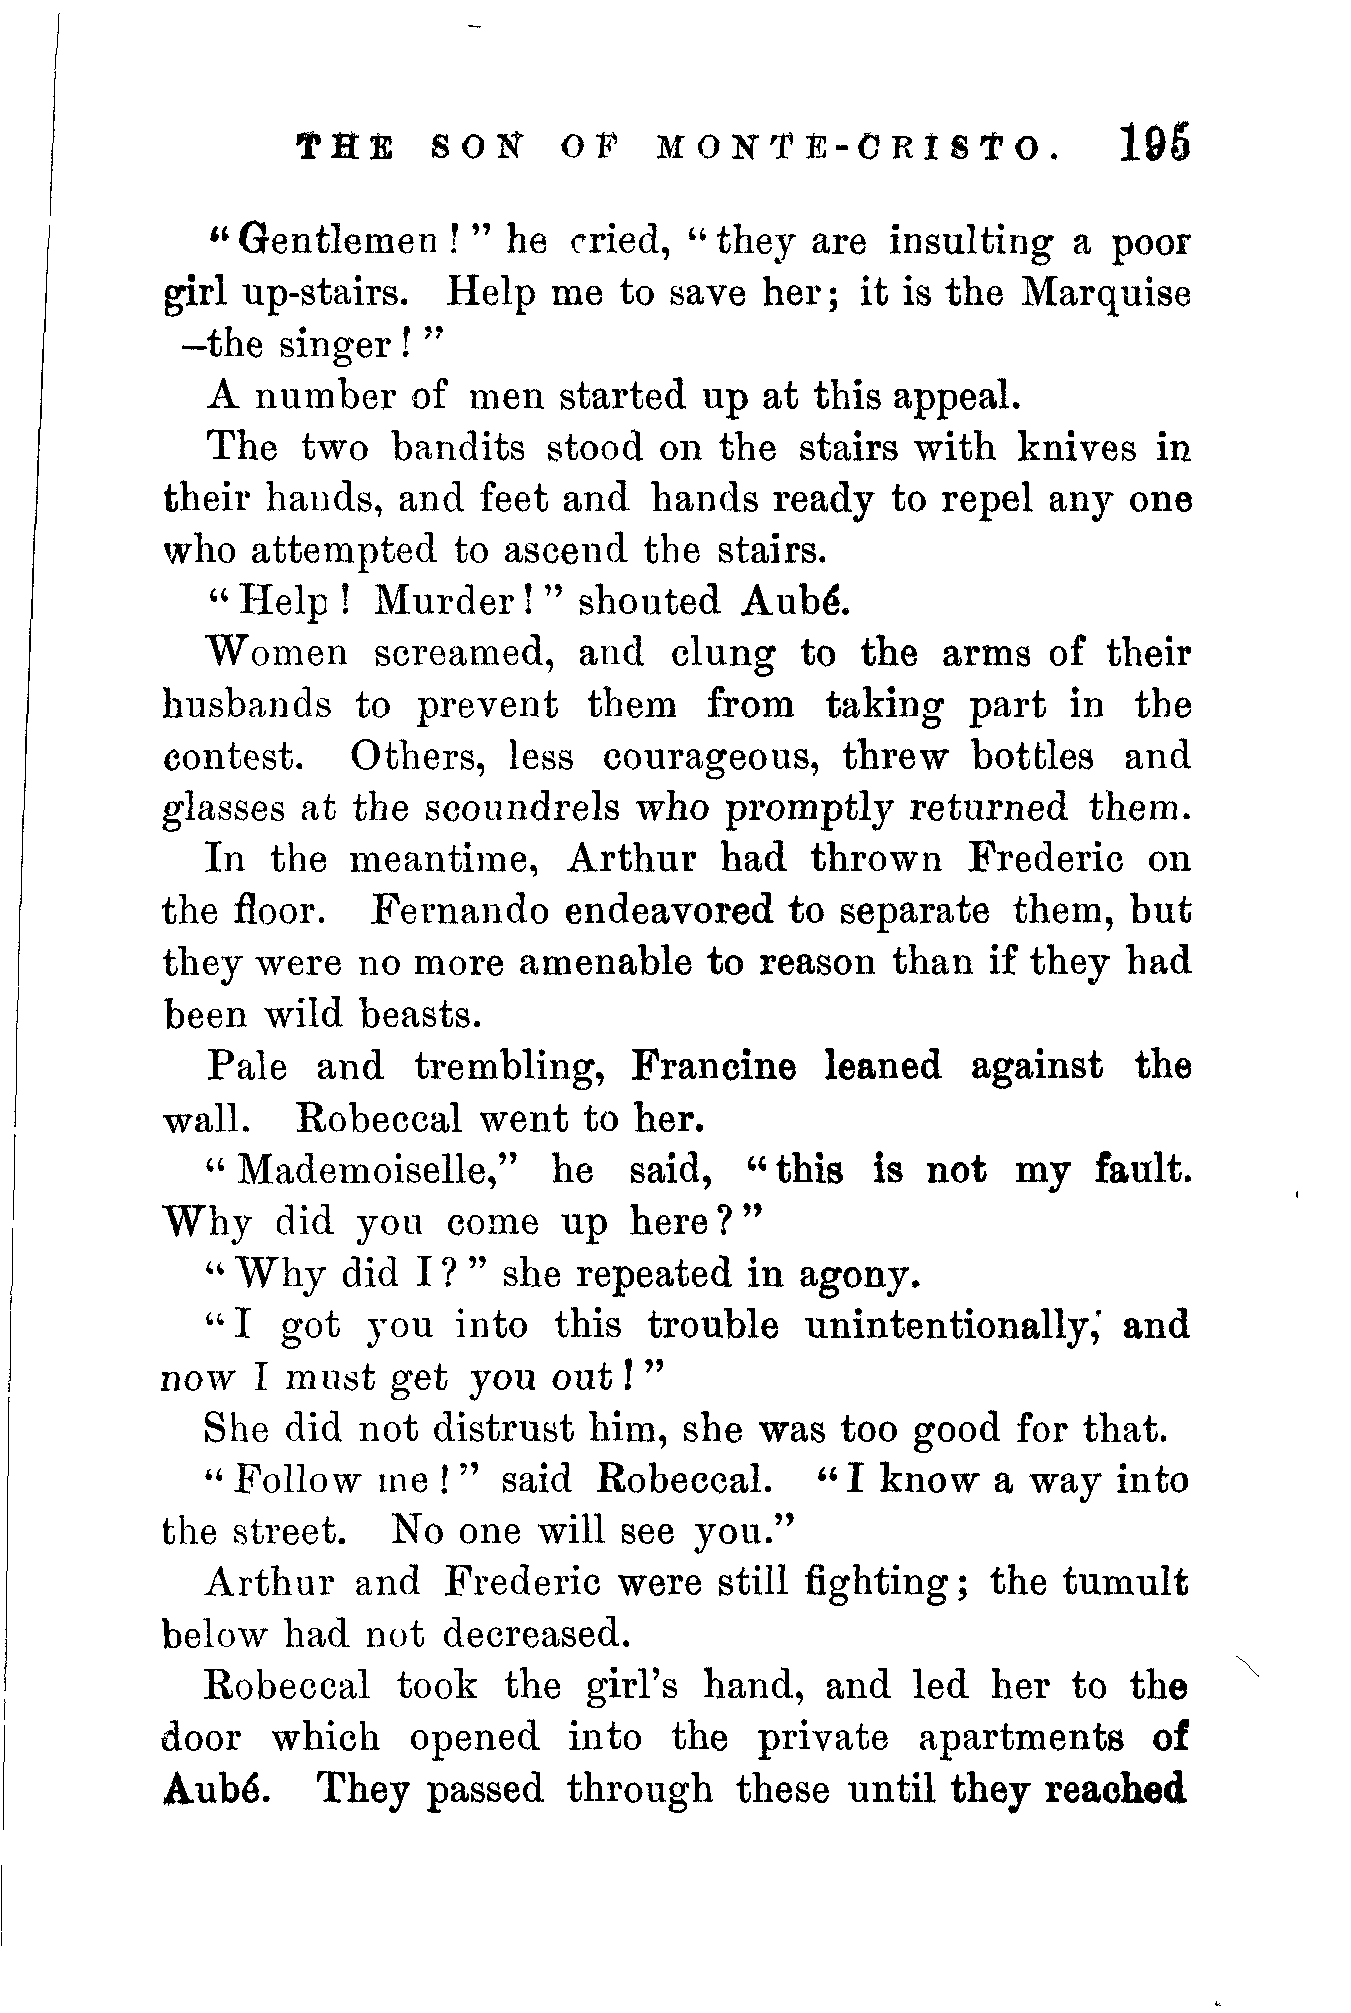 THE SON OF MONTE-CRISTO. 195
"Gentlemen!" he cried, "they are insulting a poor
girl up-stairs. Help me to save her; it is the Marquise
—the singer!"
A number of men started up at this appeal.
The two bandits stood on the stairs with knives in
their hands, and feet and hands ready to repel any one
who attempted to ascend the stairs.
"Help! Murder!" shouted Aubé.
Women screamed, and clung to the arms of their
husbands to prevent them from taking part in the
contest. Others, less courageous, threw bottles and
glasses at the scoundrels who promptly returned them.
In the meantime, Arthur had thrown Frederic on
the floor. Fernando endeavored to separate them, but
they were no more amenable to reason than if they had
been wild beasts.
Pale and trembling, Francine leaned against the
wall. Robeccal went to her.
"Mademoiselle," he said, "this is not my fault.
Why did you come up here?"
"Why did I?" she repeated in agony.
"I got you into this trouble unintentionally; and
now I must get you out!"
She did not distrust him, she was too good for that.
"Follow me!" said Robeccal. "I know a way into
the street. No one will see you."
Arthur and Frederic were still fighting; the tumult
below had not decreased.
Robeccal took the girl's hand, and led her to the
door which opened into the private apartments of
Aubé. They passed through these until they reached